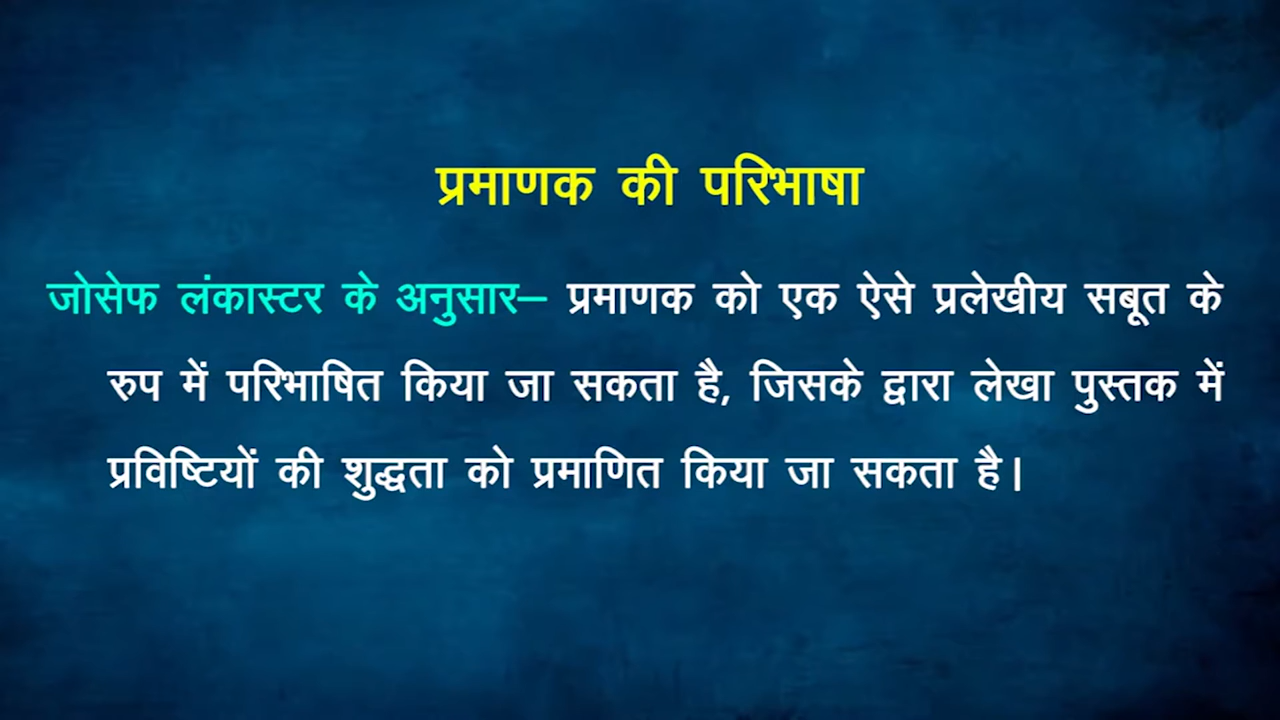 प्रमाणक की परिभाषा
जोसेफ लंकास्टर के अनुसार– प्रमाणक को एक ऐसे प्रलेखीय सबूत के
रुप में परिभाषित किया जा सकता है, जिसके द्वारा लेखा पुस्तक में
प्रविष्टियों की शुद्धता को प्रमाणित किया जा सकता है।